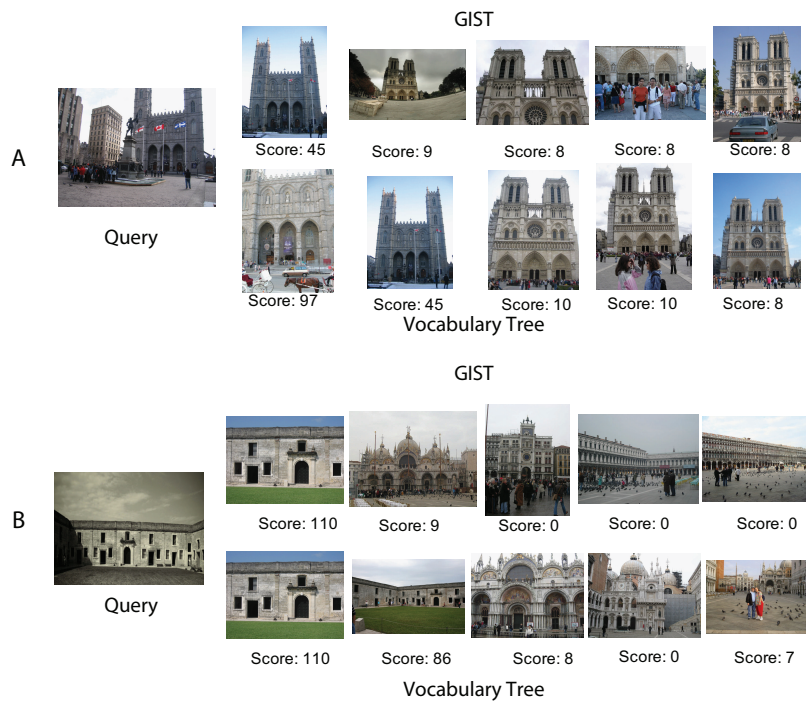 GIST
A
Score: 45
Score: 9
Score: 8
Score: 8
Score: 8
Query
Score: 97
Score: 45
Score: 10
Score: 10
Score: 8
Vocabulary Tree
GIST
B
Score: 110
Score: 9
Score: 0
Score: 0
Score: 0
Query
Score: 110
Score: 86
Score: 8
Score: 0
Score: 7
Vocabulary Tree